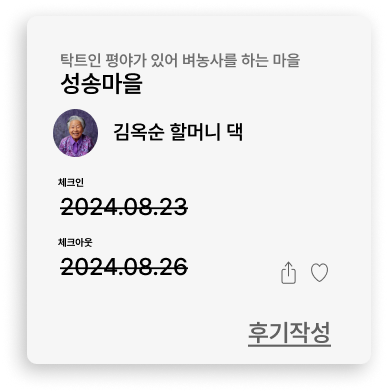 탁트인 평야가 있어 벼농사를 하는 마을
성송마을
김옥순 할머니 댁
체크인
2024.08.23
체크아웃
2024.08.26
후기작성